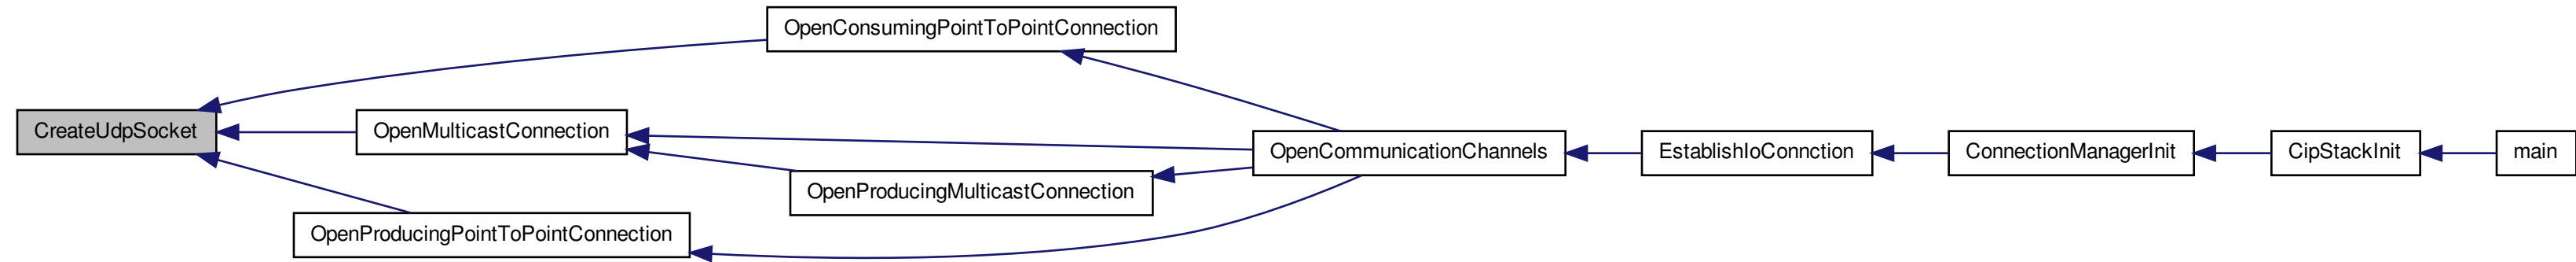 OpenConsumingPointToPointConnection
CreateUdpSocket
OpenMulticastConnection
OpenCommunicationChannels
EstablishIoConnction
ConnectionManagerInit
CipStackInit
main
OpenProducingMulticastConnection
OpenProducingPointToPointConnection